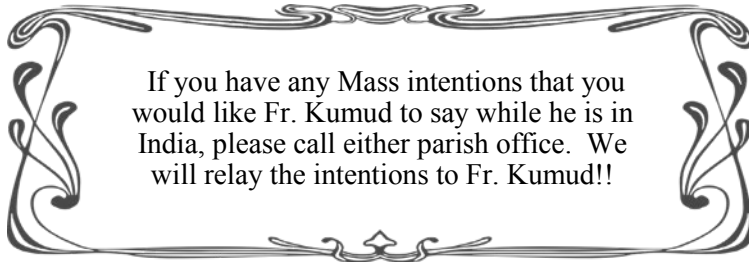 If you have any Mass intentions that you
would like Fr. Kumud to say while he is in
India, please call either parish office.  We
will relay the intentions to Fr. Kumud!!